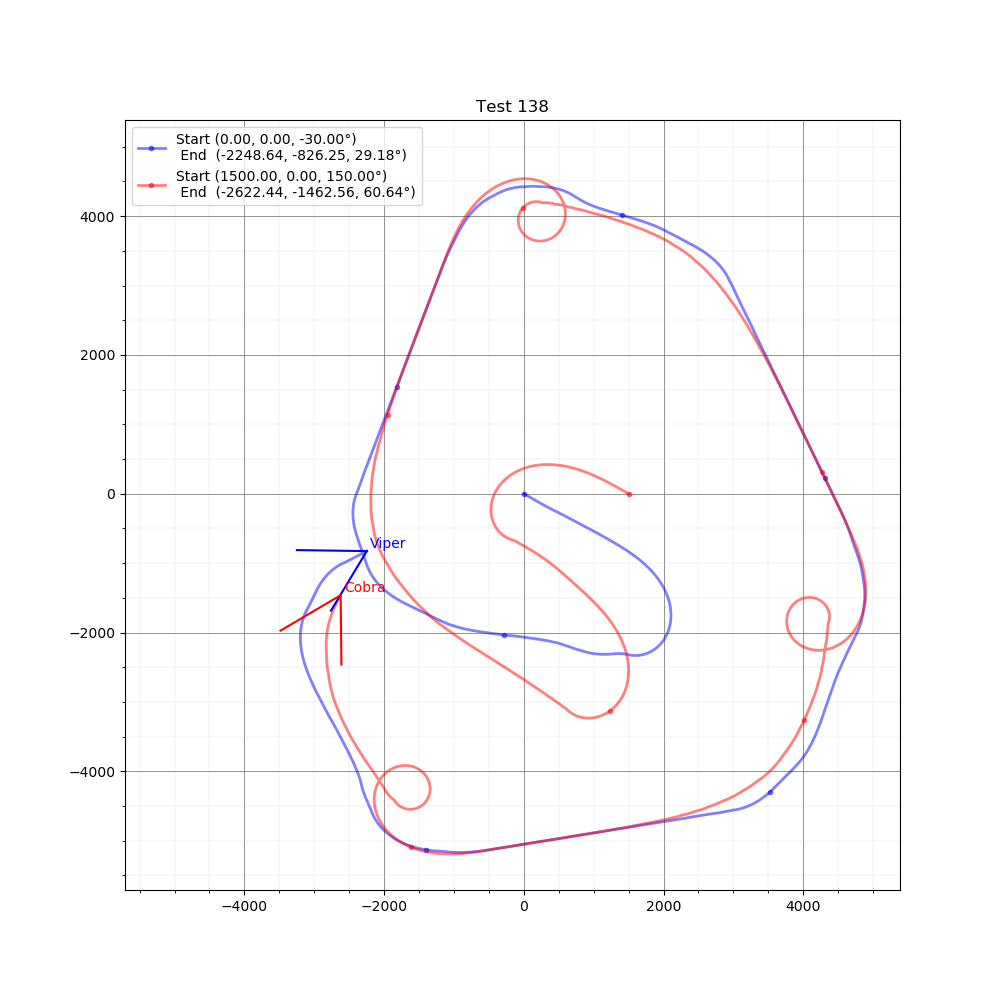 Test 138
Start (0.00, 0.00, -30.00°)
End (-2248.64, -826.25, 29.18°)
Start (1500.00, 0.00, 150.00°)
End (-2622.44, -1462.56, 60.64°)
4000
2000
0
−2000
−4000
Viper
Cobra
−4000 −2000 0 2000 4000